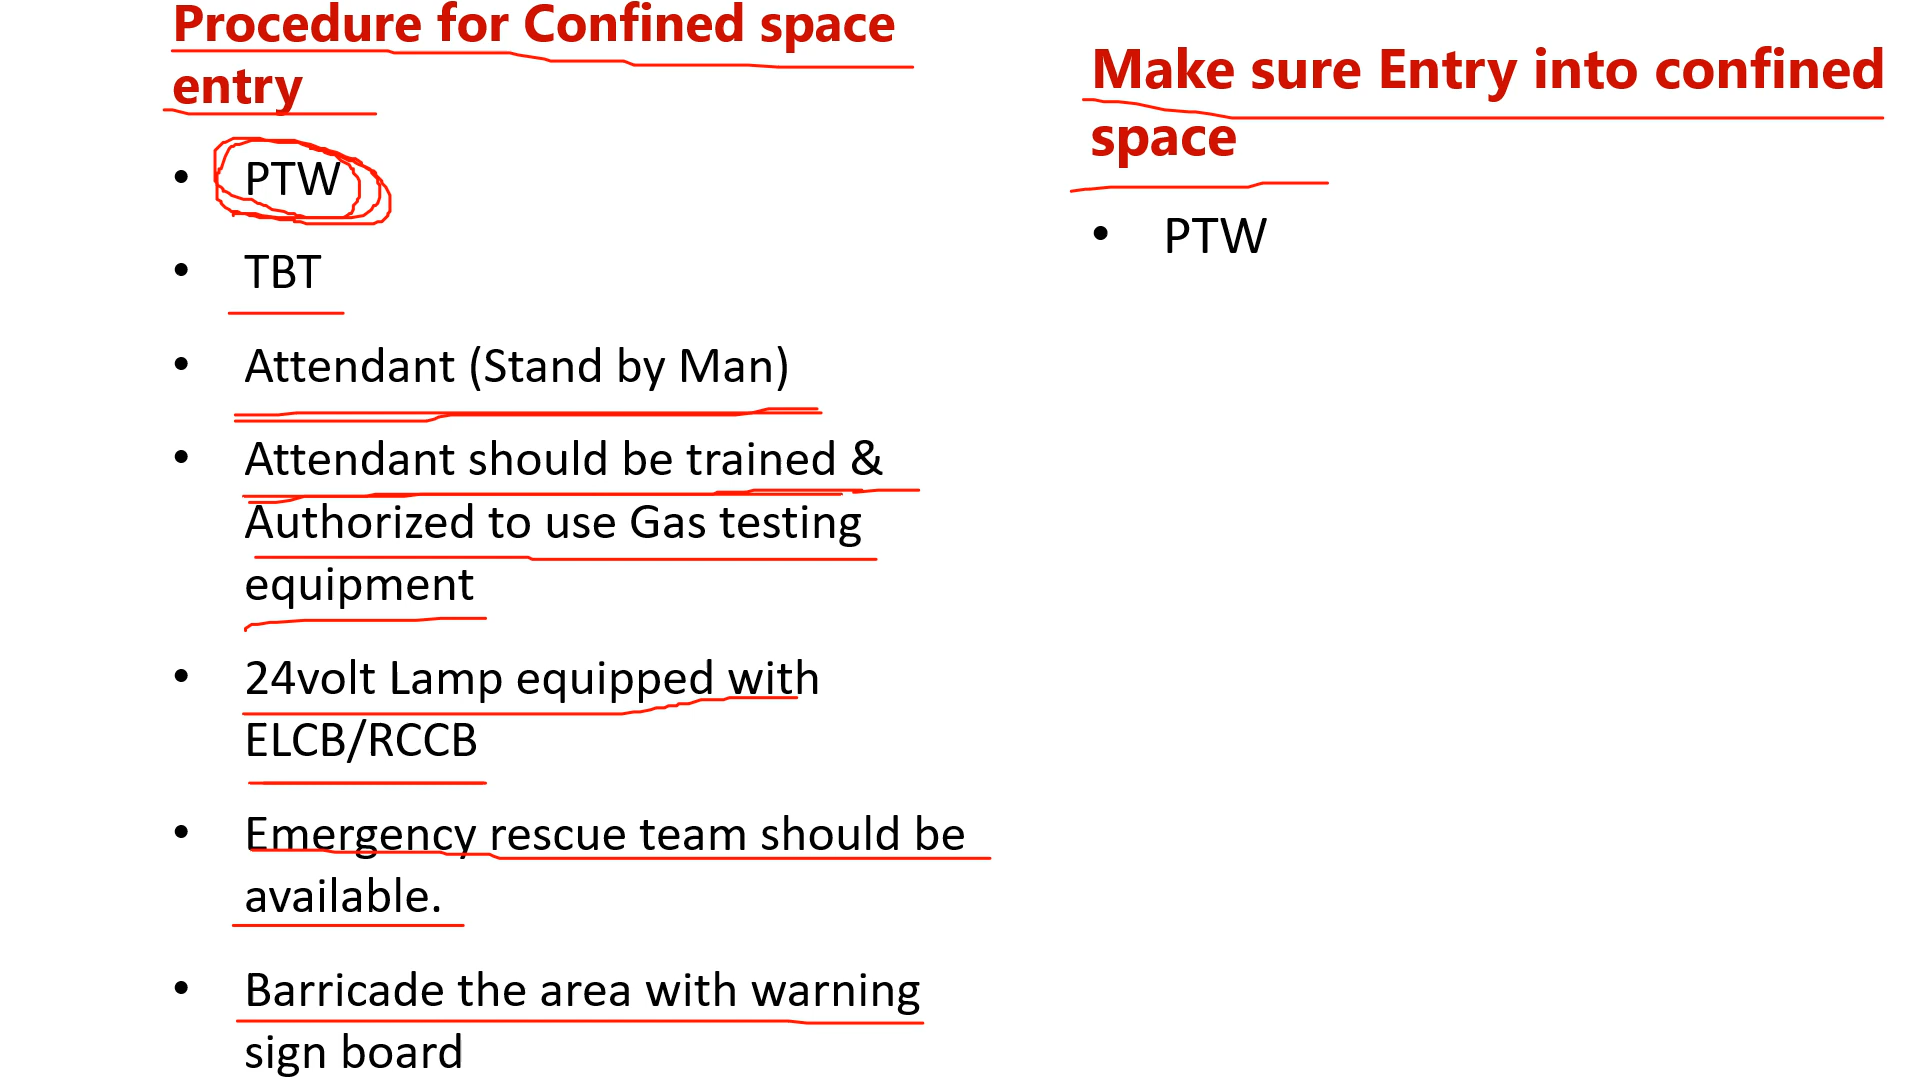 Procedure for Confined space
entry
• PTW
• TBT
• Attendant (Stand by Man)
• Attendant should be trained &
Authorized to use Gas testing
equipment
• 24volt Lamp equipped with
ELCB/RCCB
• Emergency rescue team should be
available.
• Barricade the area with warning
sign board
Make sure Entry into confined
space
• PTW